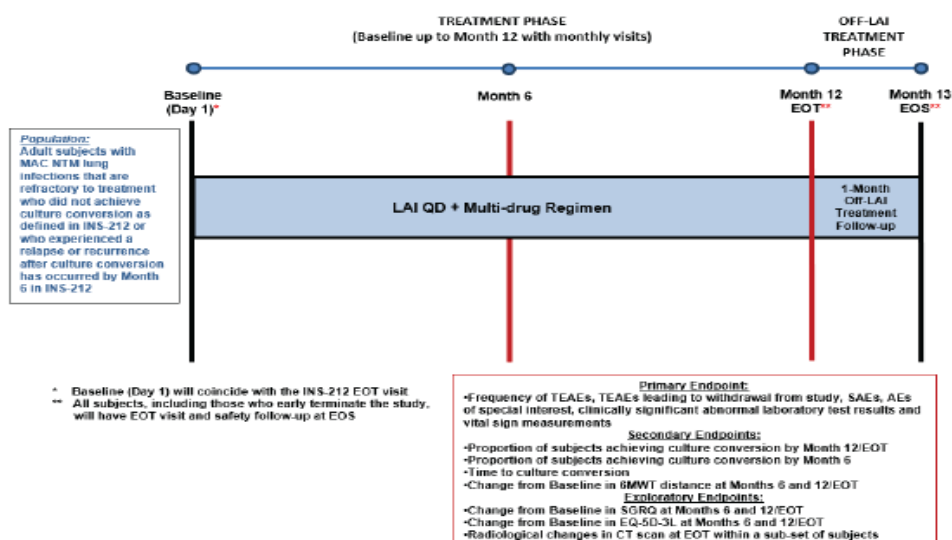 TREATMENT PHASE
(Baseline up to Month 12 with monthly visits)
OFF-LAI
TREATMENT
PHASE
Baseline
(Day 1)*
Month 6
Month 12
EOT**
Month 13
EOS**
Population:
Adult subjects with
MAC NTM lung
infections that are
refractory to treatment
who did not achieve
culture conversion as
defined in INS-212 or
who experienced a
relapse or recurrence
after culture conversion
has occurred by Month
6 in INS-212
LAI QD + Multi-drug Regimen
1-Month
Off-LAI
Treatment
Follow-up
* Baseline (Day 1) will coincide with the INS-212 EOT visit
** All subjects, including those who early terminate the study,
will have EOT visit and safety follow-up at EOS
Primary Endpoint:
•Frequency of TEAEs, TEAEs leading to withdrawal from study, SAEs, AEs
of special interest, clinically significant abnormal laboratory test results and
vital sign measurements
Secondary Endpoints:
•Proportion of subjects achieving culture conversion by Month 12/EOT
•Proportion of subjects achieving culture conversion by Month 6
•Time to culture conversion
•Change from Baseline in 6MWT distance at Months 6 and 12/EOT
Exploratory Endpoints:
•Change from Baseline in SGRQ at Months 6 and 12/EOT
•Change from Baseline in EQ-5D-3L at Months 6 and 12/EOT
•Radiological changes in CT scan at EOT within a sub-set of subjects